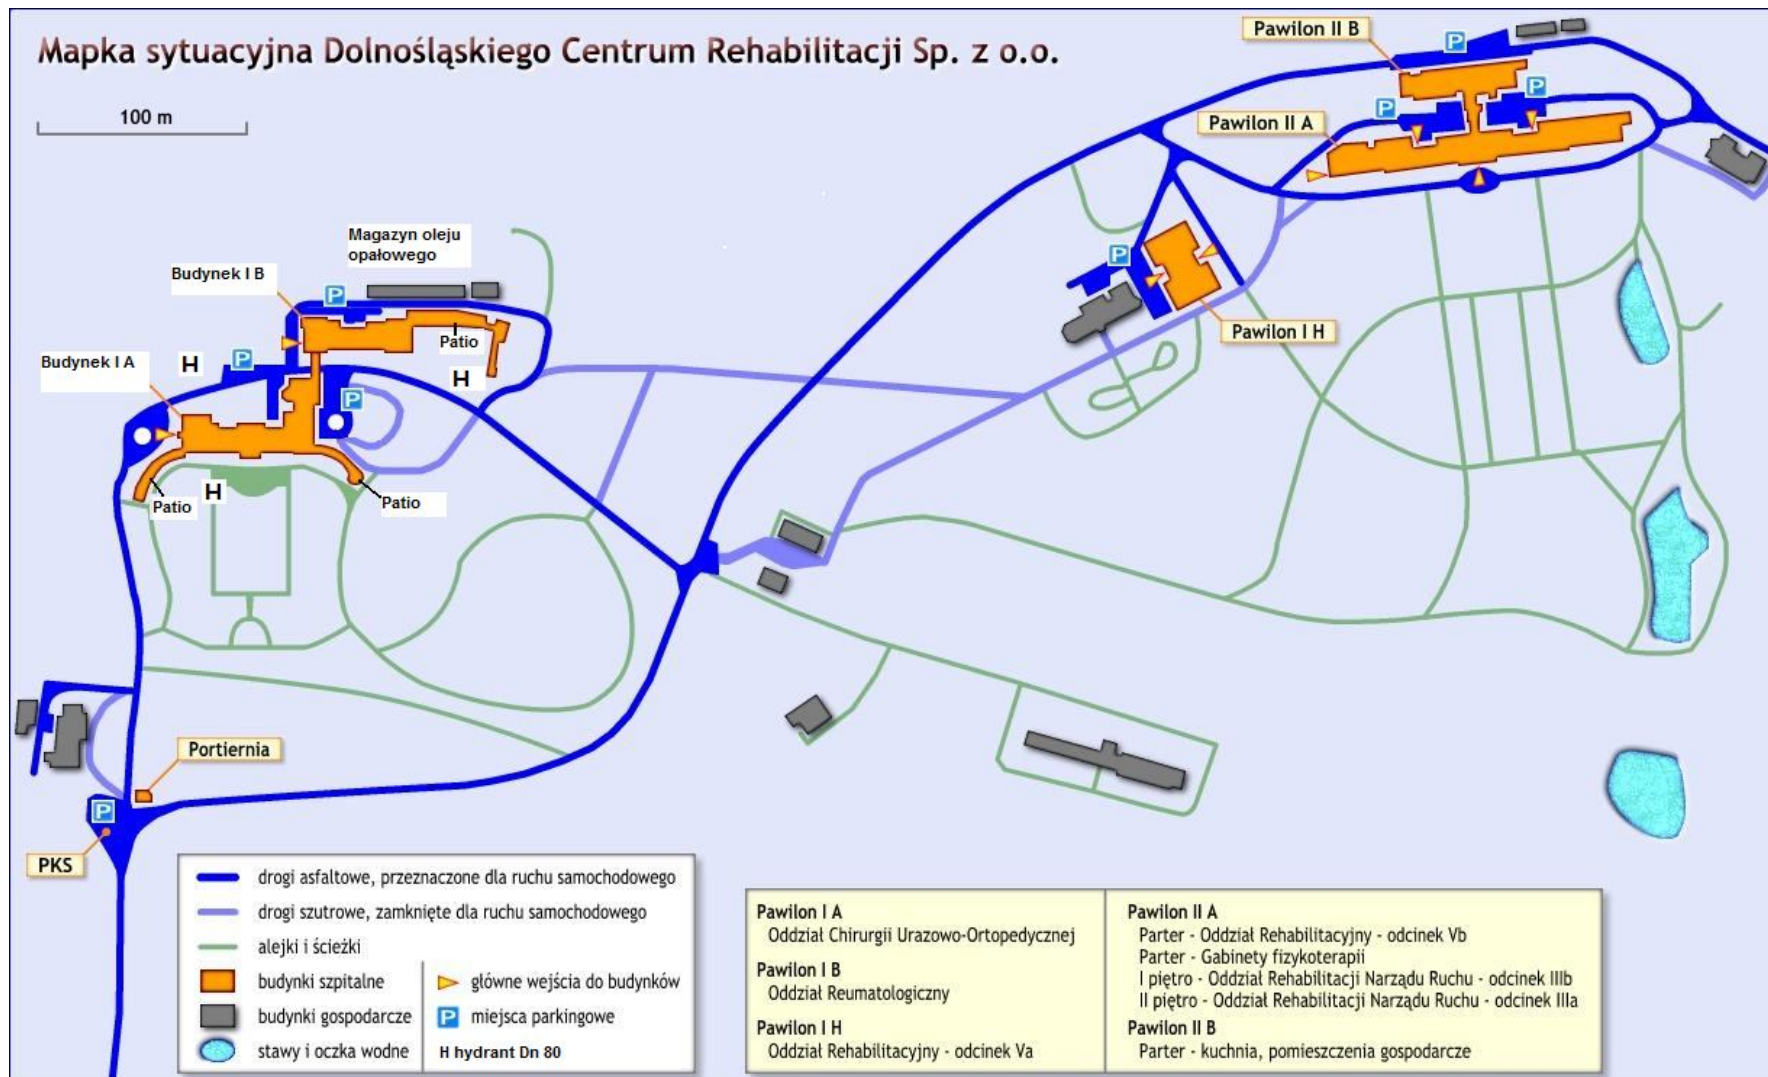 Mapka sytuacyjna Dolnośląskiego Centrum Rehabilitacji Sp. z o.o.
100 m
Pawilon II B
P
P
P
Pawilon II A
Magazyn oleju
opałowego
Budynek I B
P
P
Pawilon I H
Patio
Budynek I A
H
P
H
P
Patio
H
Patio
Portiernia
P
PKS
drogi asfaltowe, przeznaczone dla ruchu samochodowego
drogi szutrowe, zamknięte dla ruchu samochodowego
alejki i ścieżki
budynki szpitalne
główne wejścia do budynków
budynki gospodarcze
P miejsca parkingowe
stawy i oczka wodne
H hydrant Dn 80
Pawilon I A
Oddział Chirurgii Urazowo-Ortopedycznej
Pawilon I B
Oddział Reumatologiczny
Pawilon I H
Oddział Rehabilitacyjny - odcinek Va
Pawilon II A
Parter - Oddział Rehabilitacyjny - odcinek Vb
Parter - Gabinety fizykoterapii
I piętro - Oddział Rehabilitacji Narządu Ruchu - odcinek IIIb
II piętro - Oddział Rehabilitacji Narządu Ruchu - odcinek IIIa
Pawilon II B
Parter - kuchnia, pomieszczenia gospodarcze